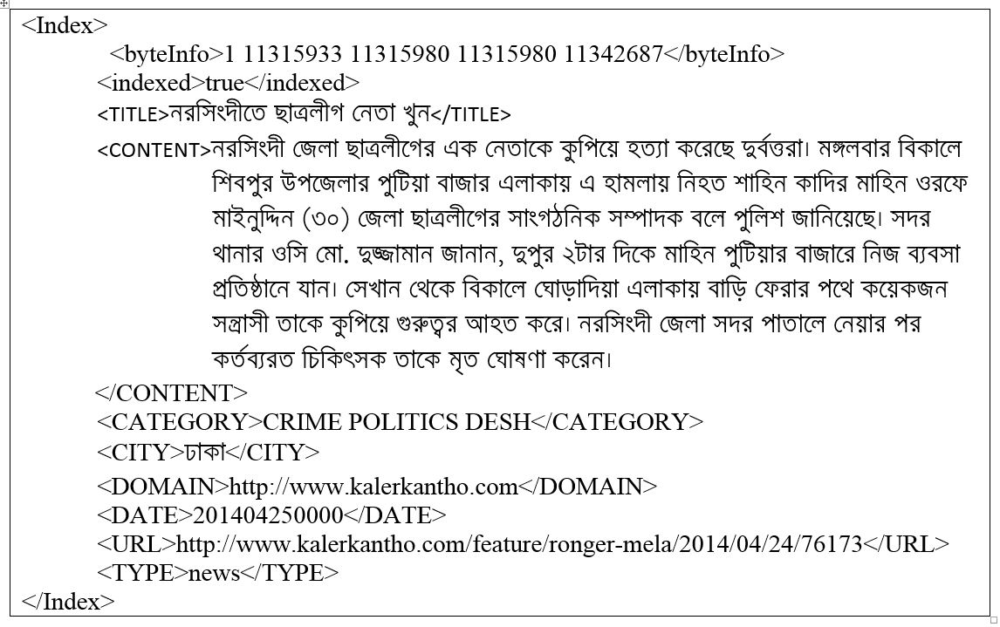 <Index>
<byteInfo>1 11315933 11315980 11315980 11342687</byteInfo>
<indexed>true</indexed>
<TITLE>নরসিংদীতে ছাত্রলীগ নেতা খুন</TITLE>
<CONTENT>নরসিংদী জেলা ছাত্রলীগের এক নেতাকে কুপিয়ে হত্যা করেছে দুর্বত্তরা। মঙ্গলবার বিকালে
শিবপুর উপজেলার পুটিয়া বাজার এলাকায় এ হামলায় নিহত শাহিন কাদির মাহিন ওরফে
মাইনুদ্দিন (৩০) জেলা ছাত্রলীগের সাংগঠনিক সম্পাদক বলে পুলিশ জানিয়েছে। সদর
থানার ওসি মো. দুজ্জামান জানান, দুপুর ২টার দিকে মাহিন পুটিয়ার বাজারে নিজ ব্যবসা
প্রতিষ্ঠানে যান। সেখান থেকে বিকালে ঘোড়াদিয়া এলাকায় বাড়ি ফেরার পথে কয়েকজন
সন্ত্রাসী তাকে কুপিয়ে গুরুত্বর আহত করে। নরসিংদী জেলা সদর পাতালে নেয়ার পর
কর্তব্যরত চিকিৎসক তাকে মৃত ঘোষণা করেন।
</CONTENT>
<CATEGORY>CRIME POLITICS DESH</CATEGORY>
<CITY>ঢাকা</CITY>
<DOMAIN>http://www.kalerkantho.com</DOMAIN>
<DATE>201404250000</DATE>
<URL>http://www.kalerkantho.com/feature/ronger-mela/2014/04/24/76173</URL>
<TYPE>news</TYPE>
</Index>